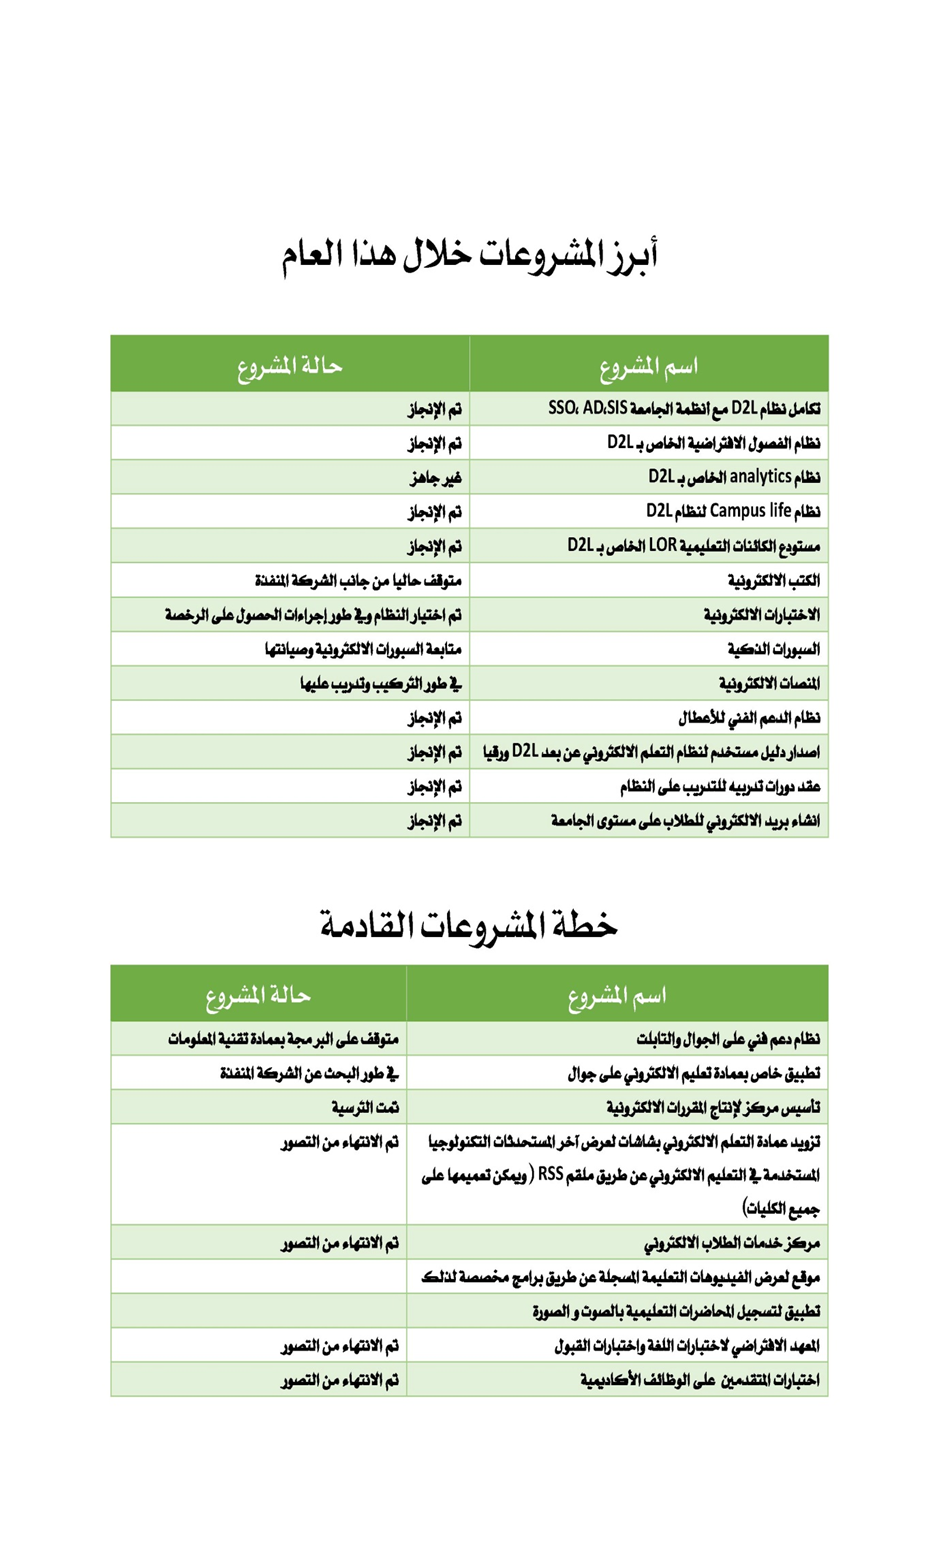 أبرز المشروعات خلال هذا العام
اسم المشروع حالة المشروع
تكامل نظام D2L مع أنظمة الجامعة SSO، AD،SIS تم الإنجاز
نظام الفصول الافتراضية الخاص بـ D2L تم الإنجاز
نظام analytics الخاص بـ D2L غير جاهز
نظام Campus life لنظام D2L تم الإنجاز
مستودع الكائنات التعليمية LOR الخاص بـ D2L تم الإنجاز
الكتب الالكترونية متوقف حاليا من جانب الشركة المنفذة
الاختبارات الالكترونية تم اختيار النظام وفي طور إجراءات الحصول على الرخصة
السبورات الذكية متابعة السبورات الالكترونية وصيانتها
المنصات الالكترونية في طور التركيب وتدريب عليها
نظام الدعم الفني للأعطال تم الإنجاز
اصدار دليل مستخدم لنظام التعلم الالكتروني عن بعد D2L ورقيا تم الإنجاز
عقد دورات تدريبه للتدريب على النظام تم الإنجاز
انشاء بريد الالكتروني للطلاب على مستوى الجامعة تم الإنجاز
خطة المشروعات القادمة
اسم المشروع حالة المشروع
نظام دعم فني على الجوال والتابلت متوقف على البرمجة بعمادة تقنية المعلومات
تطبيق خاص بعمادة تعليم الالكتروني على جوال في طور البحث عن الشركة المنفذة
تأسيس مركز لإنتاج المقررات الالكترونية تمت الترسية
تزويد عمادة التعلم الالكتروني بشاشات لعرض آخر المستحدثات التكنولوجيا تم الانتهاء من التصور
المستخدمة في التعليم الالكتروني عن طريق ملقم RSS ( ويمكن تعميمها على
جميع الكليات)
مركز خدمات الطلاب الالكتروني تم الانتهاء من التصور
موقع لعرض الفيديوهات التعليمة المسجلة عن طريق برامج مخصصة لذلك
تطبيق لتسجيل المحاضرات التعليمية بالصوت و الصورة
المعهد الافتراضي لاختبارات اللغة واختبارات القبول تم الانتهاء من التصور
اختبارات المتقدمين على الوظائف الأكاديمية تم الانتهاء من التصور